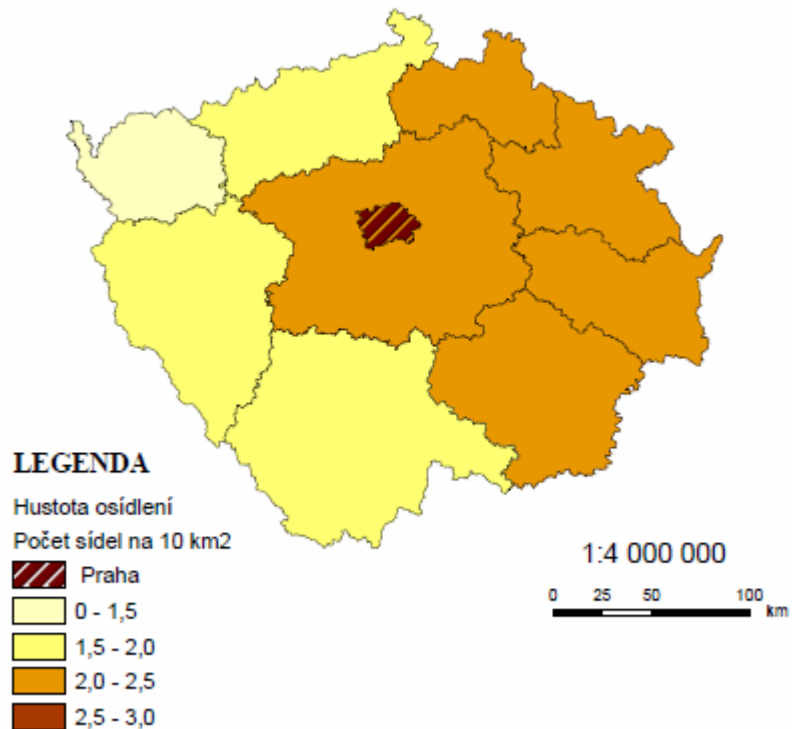 LEGENDA
Hustota osídlení
Počet sídel na 10 km2
Praha
0 - 1,5
1,5 - 2,0
2,0 - 2,5
2,5 - 3,0
1:4 000 000
0 25 50 100
km